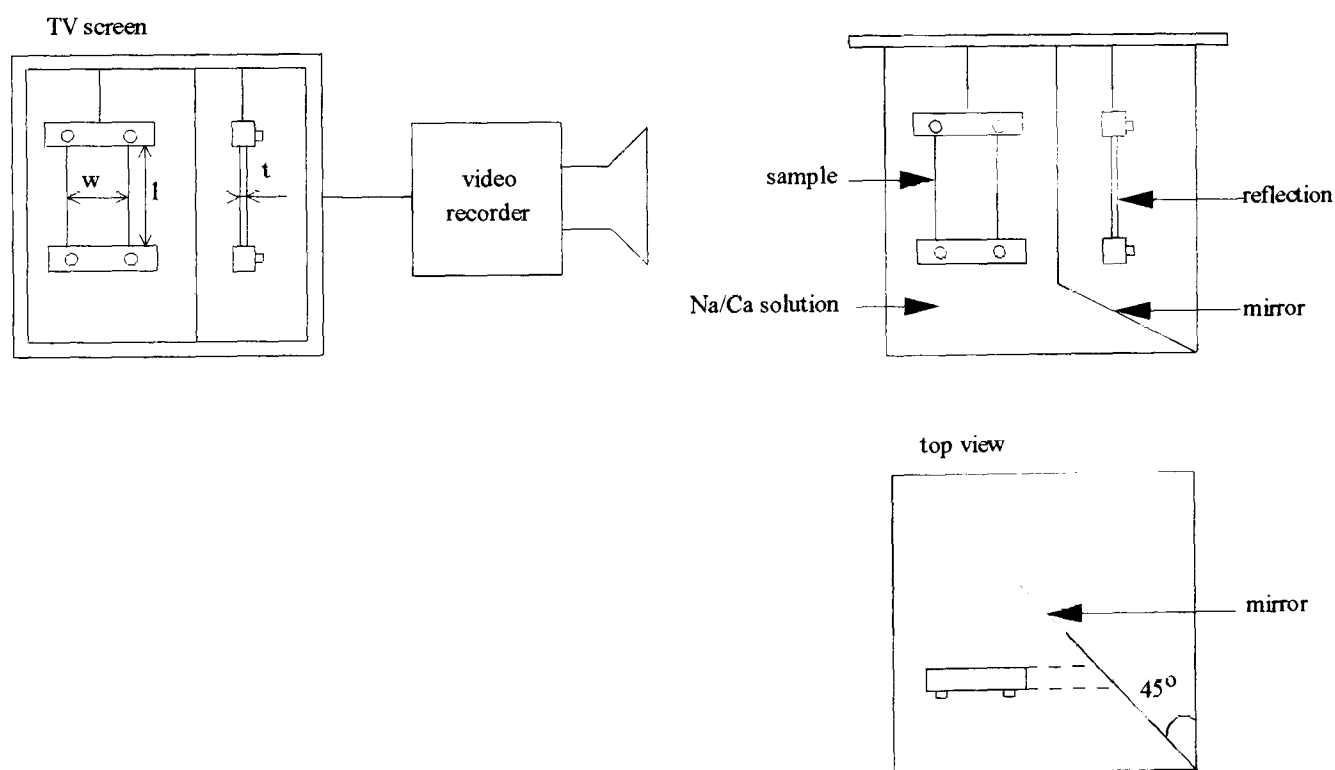 TV screen
w
l
t
video
recorder
sample
reflection
Na/Ca solution
mirror
top view
mirror
45°